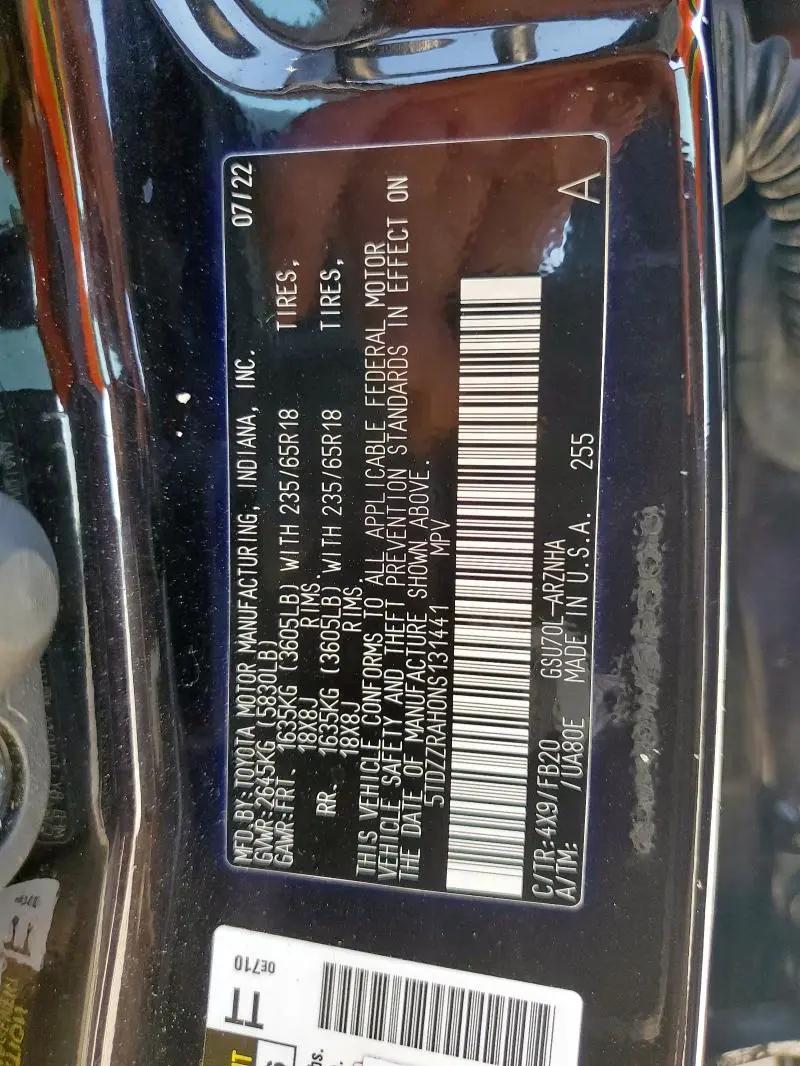 MFD.BY:TOYOTA MOTOR MANUFACTURING, INDIANA, INC. 07/22
GVWR:2645KG (5830LB)
GAWR:FRT. 1635KG (3605LB) WITH 235/65R18 TIRES,
18X8J RIMS.
RR. 1635KG (3605LB) WITH 235/65R18 TIRES,
18X8J RIMS.
THIS VEHICLE CONFORMS TO ALL APPLICABLE FEDERAL MOTOR
VEHICLE SAFETY AND THEFT PREVENTION STANDARDS IN EFFECT ON
THE DATE OF MANUFACTURE SHOWN ABOVE.
5TDZZRAH0NS131441 MPV
C/TR:4X9/FB20 GSU70L-ARZNHA A
A/TM: /UA80E MADE IN U.S.A. 255
0E710